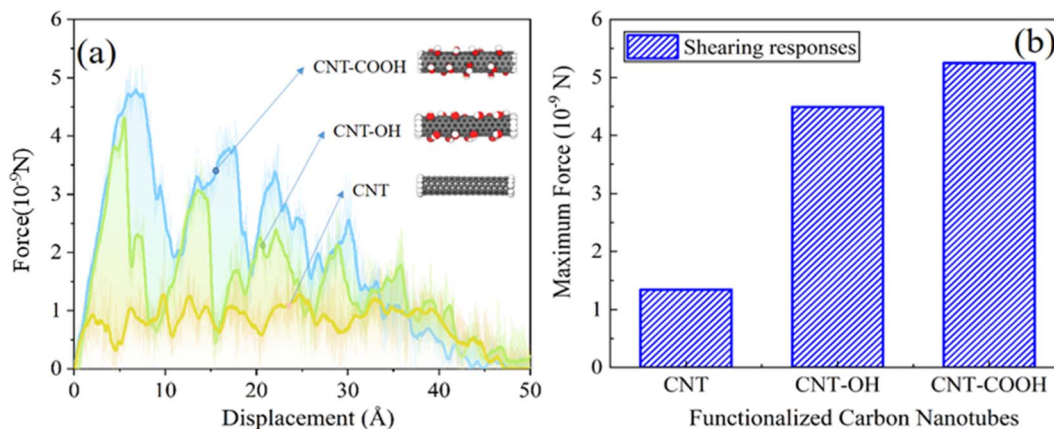 (a)
6
5
4
3
2
1
0
Force(10-9N)
CNT-COOH
CNT-OH
CNT
0 10 20 30 40 50
Displacement (Å)
(b)
Shearing responses
6
5
4
3
2
1
0
Maximum Force (10-9 N)
CNT CNT-OH CNT-COOH
Functionalized Carbon Nanotubes